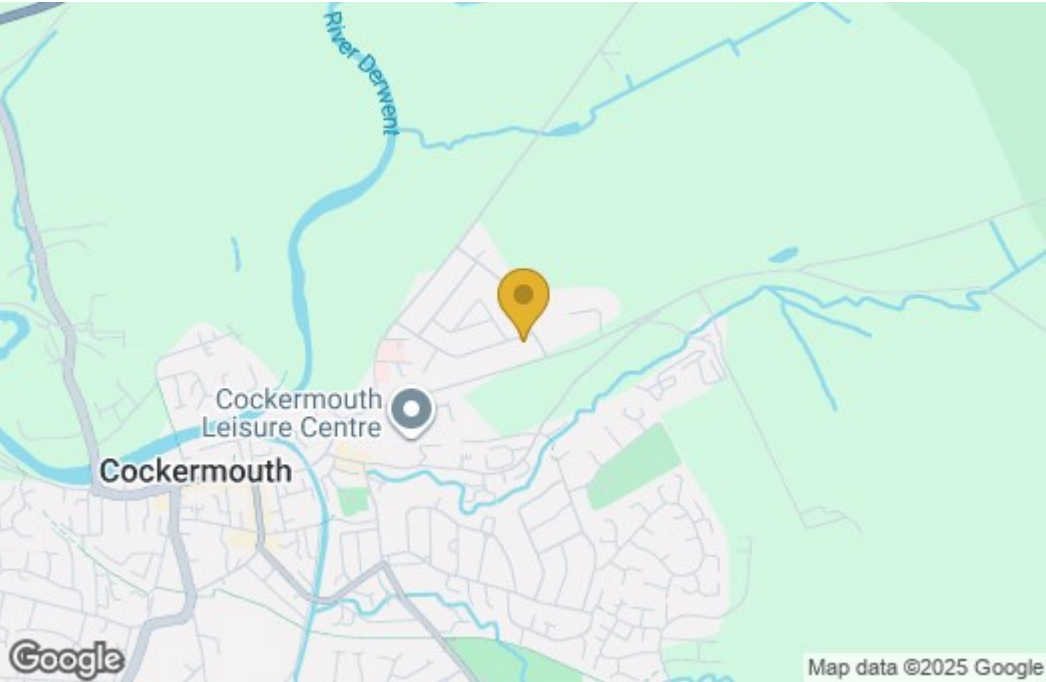 River Derwent
Cockermouth
Leisure Centre
Cockermouth
Google
Map data ©2025 Google